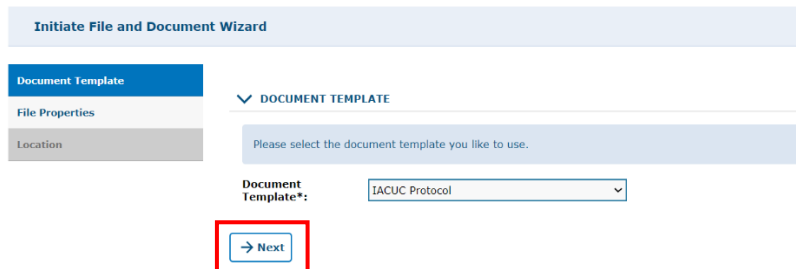 Initiate File and Document Wizard
Document Template
File Properties
Location
DOCUMENT TEMPLATE
Please select the document template you like to use.
Document
Template*:
IACUC Protocol
→ Next